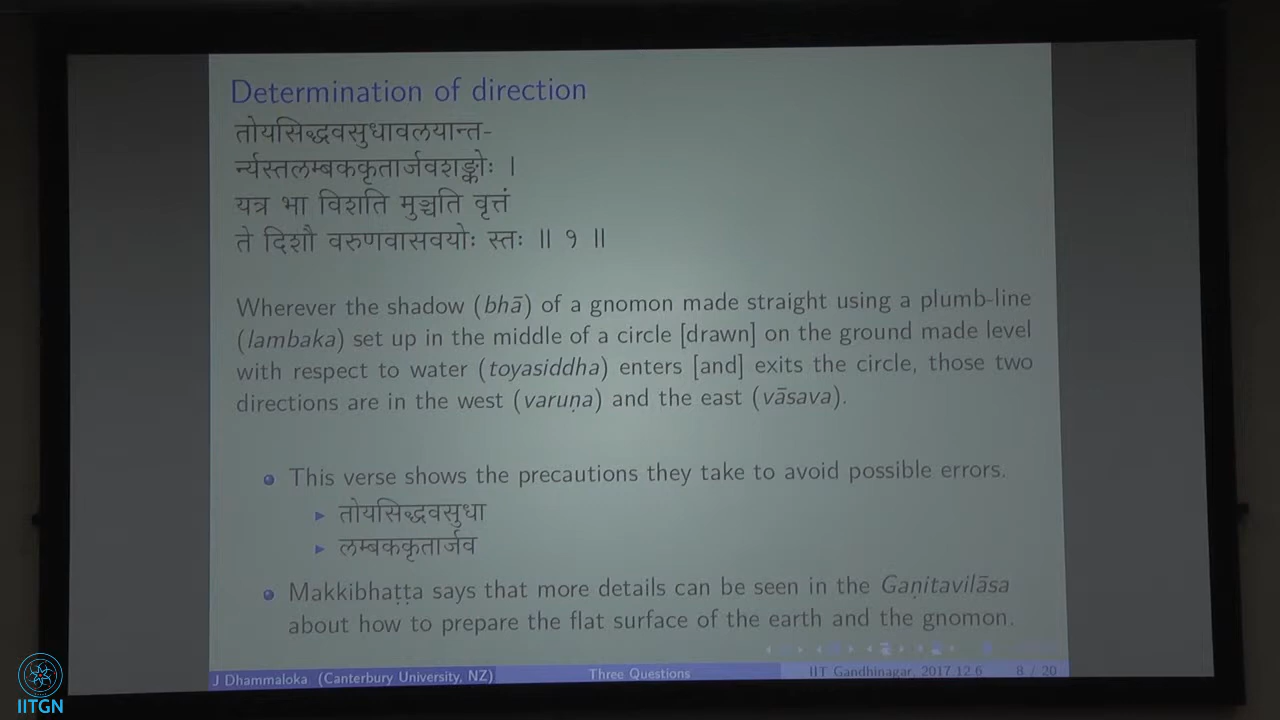 Determination of direction
तोयसिद्धवसुधावलयान्त-
र्न्यस्तलम्बककृतार्जवशङ्कोः ।
यत्र भा विशति मुञ्चति वृत्तं
ते दिशौ वरुणवासवयोः स्तः ॥ १ ॥
Wherever the shadow (bhā) of a gnomon made straight using a plumb-line
(lambaka) set up in the middle of a circle [drawn] on the ground made level
with respect to water (toyasiddha) enters [and] exits the circle, those two
directions are in the west (varuṇa) and the east (vāsava).
This verse shows the precautions they take to avoid possible errors.
तोयसिद्धवसुधा
लम्बककृतार्जव
Makkibhaṭṭa says that more details can be seen in the Gaṇitavilāsa
about how to prepare the flat surface of the earth and the gnomon.
J Dhammaloka (Canterbury University, NZ) Three Questions IIT Gandhinagar, 2017.12.6 8 / 20
IITGN